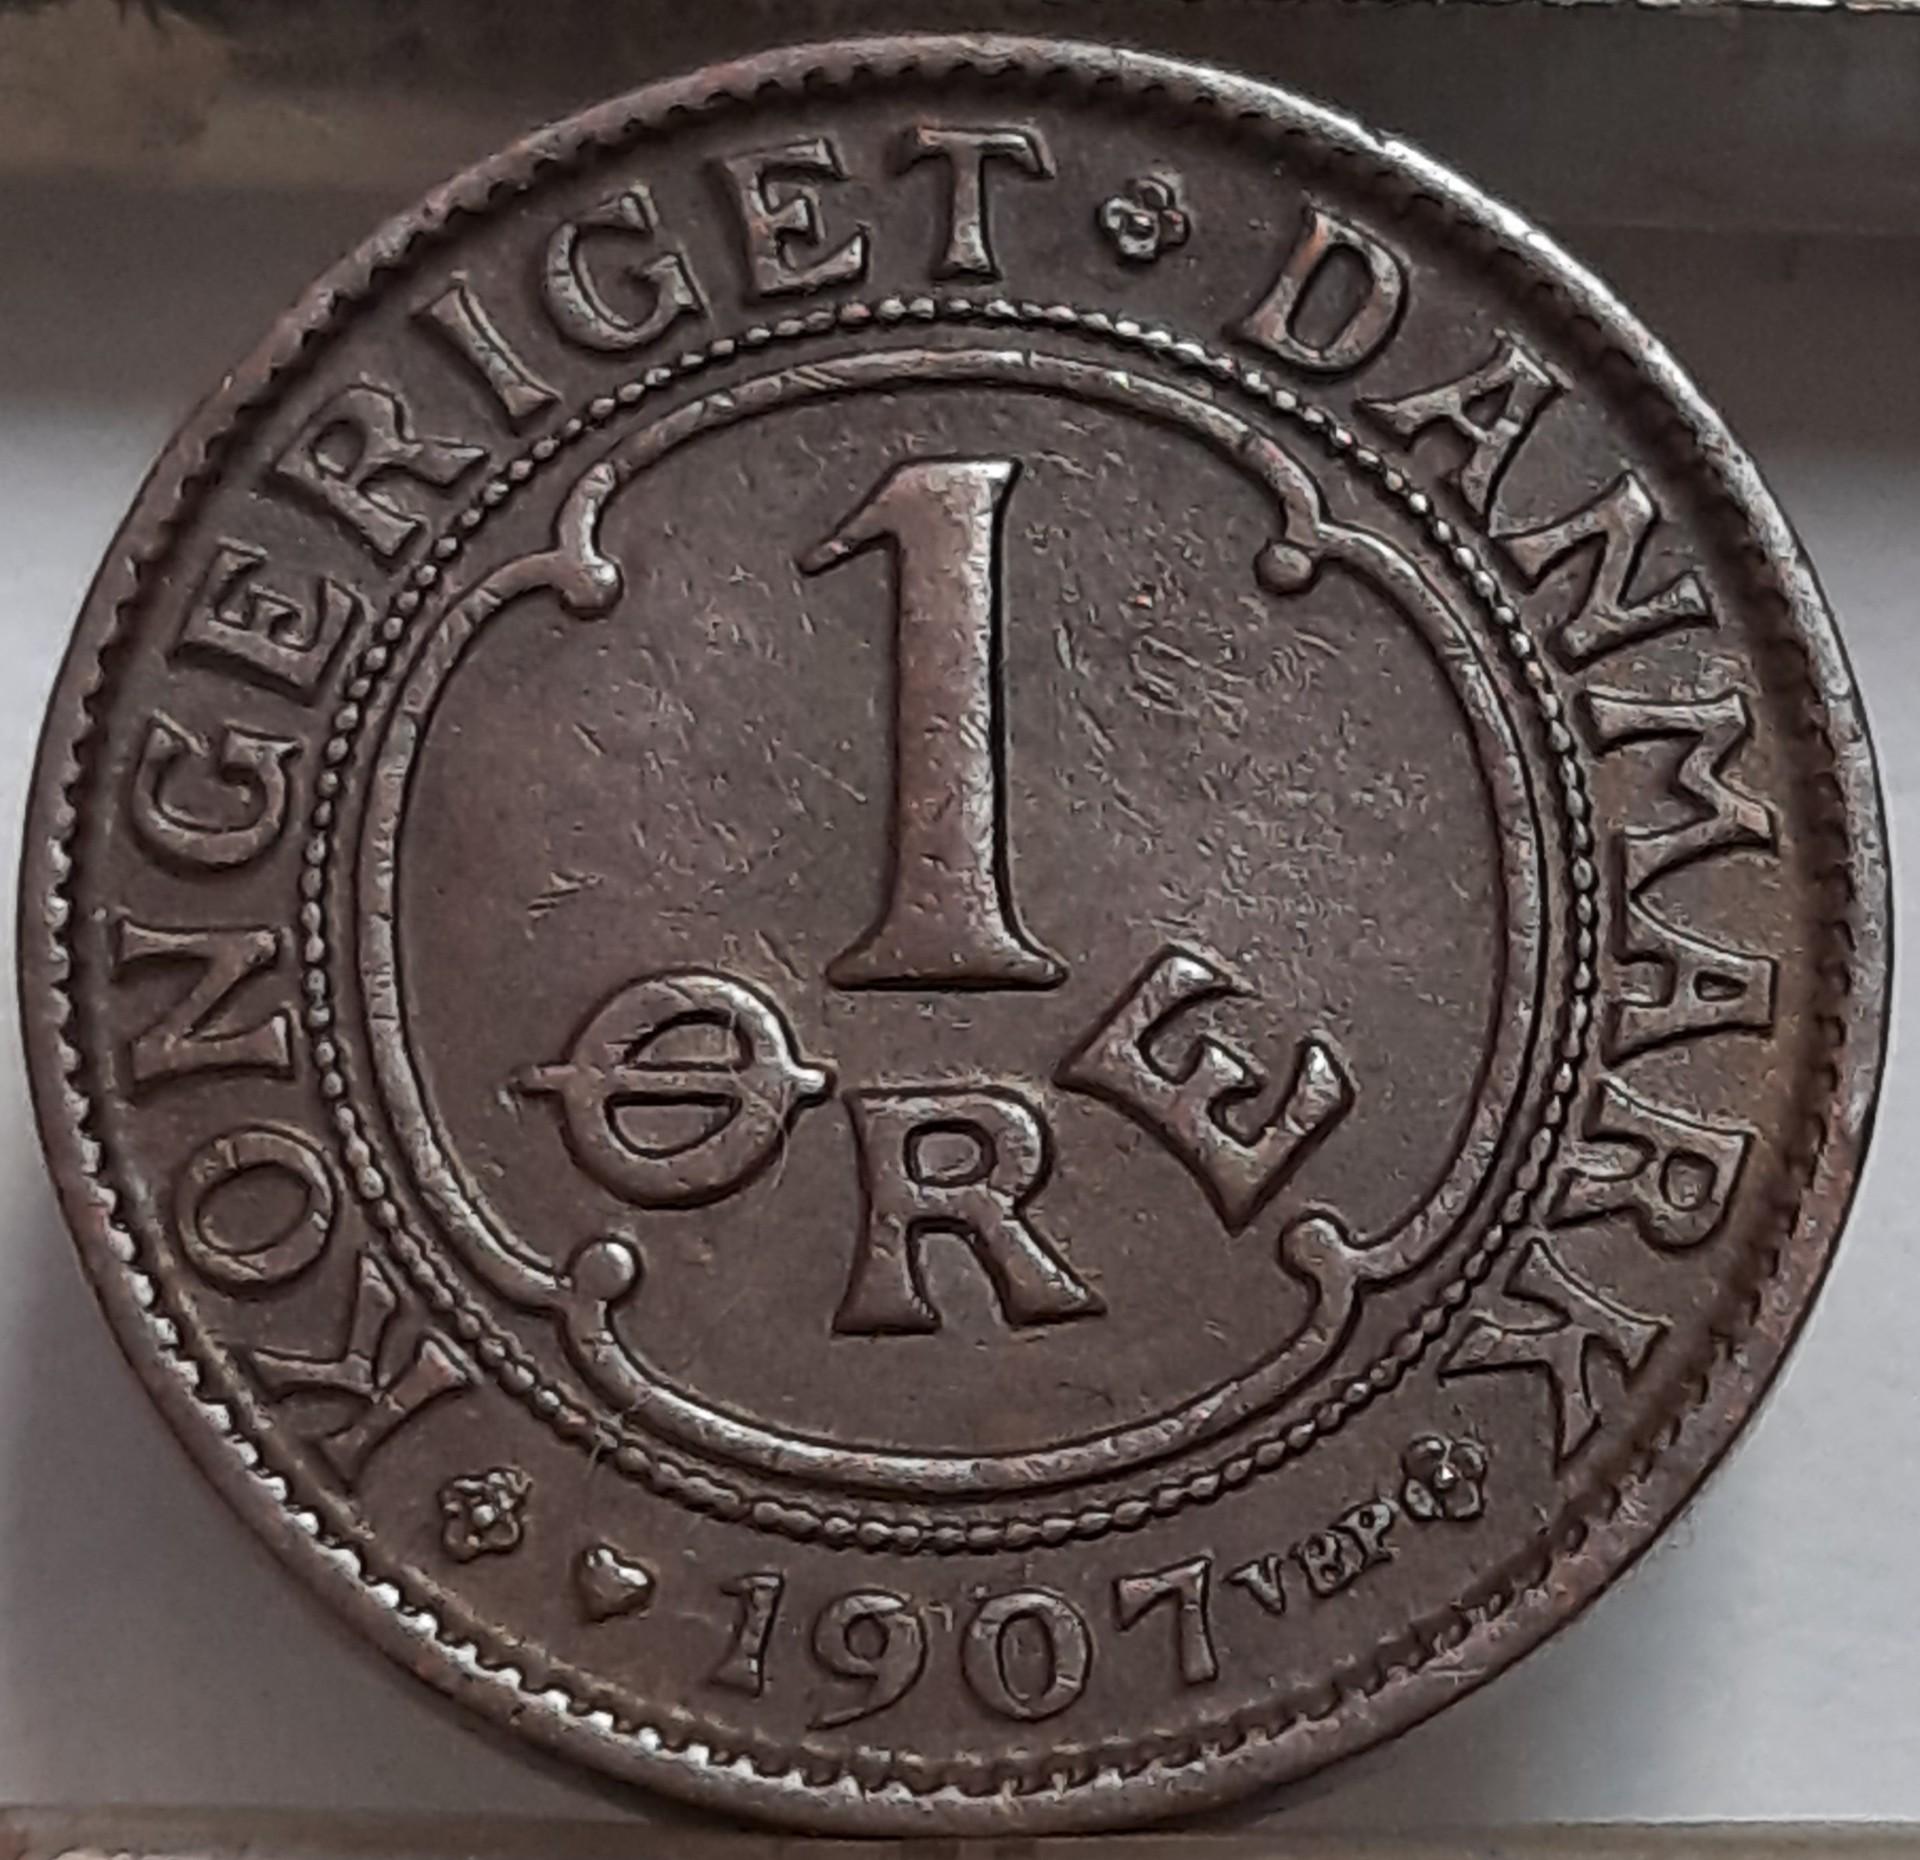 KONGERIGET DANMARK
1
ØRE
1907 VBP